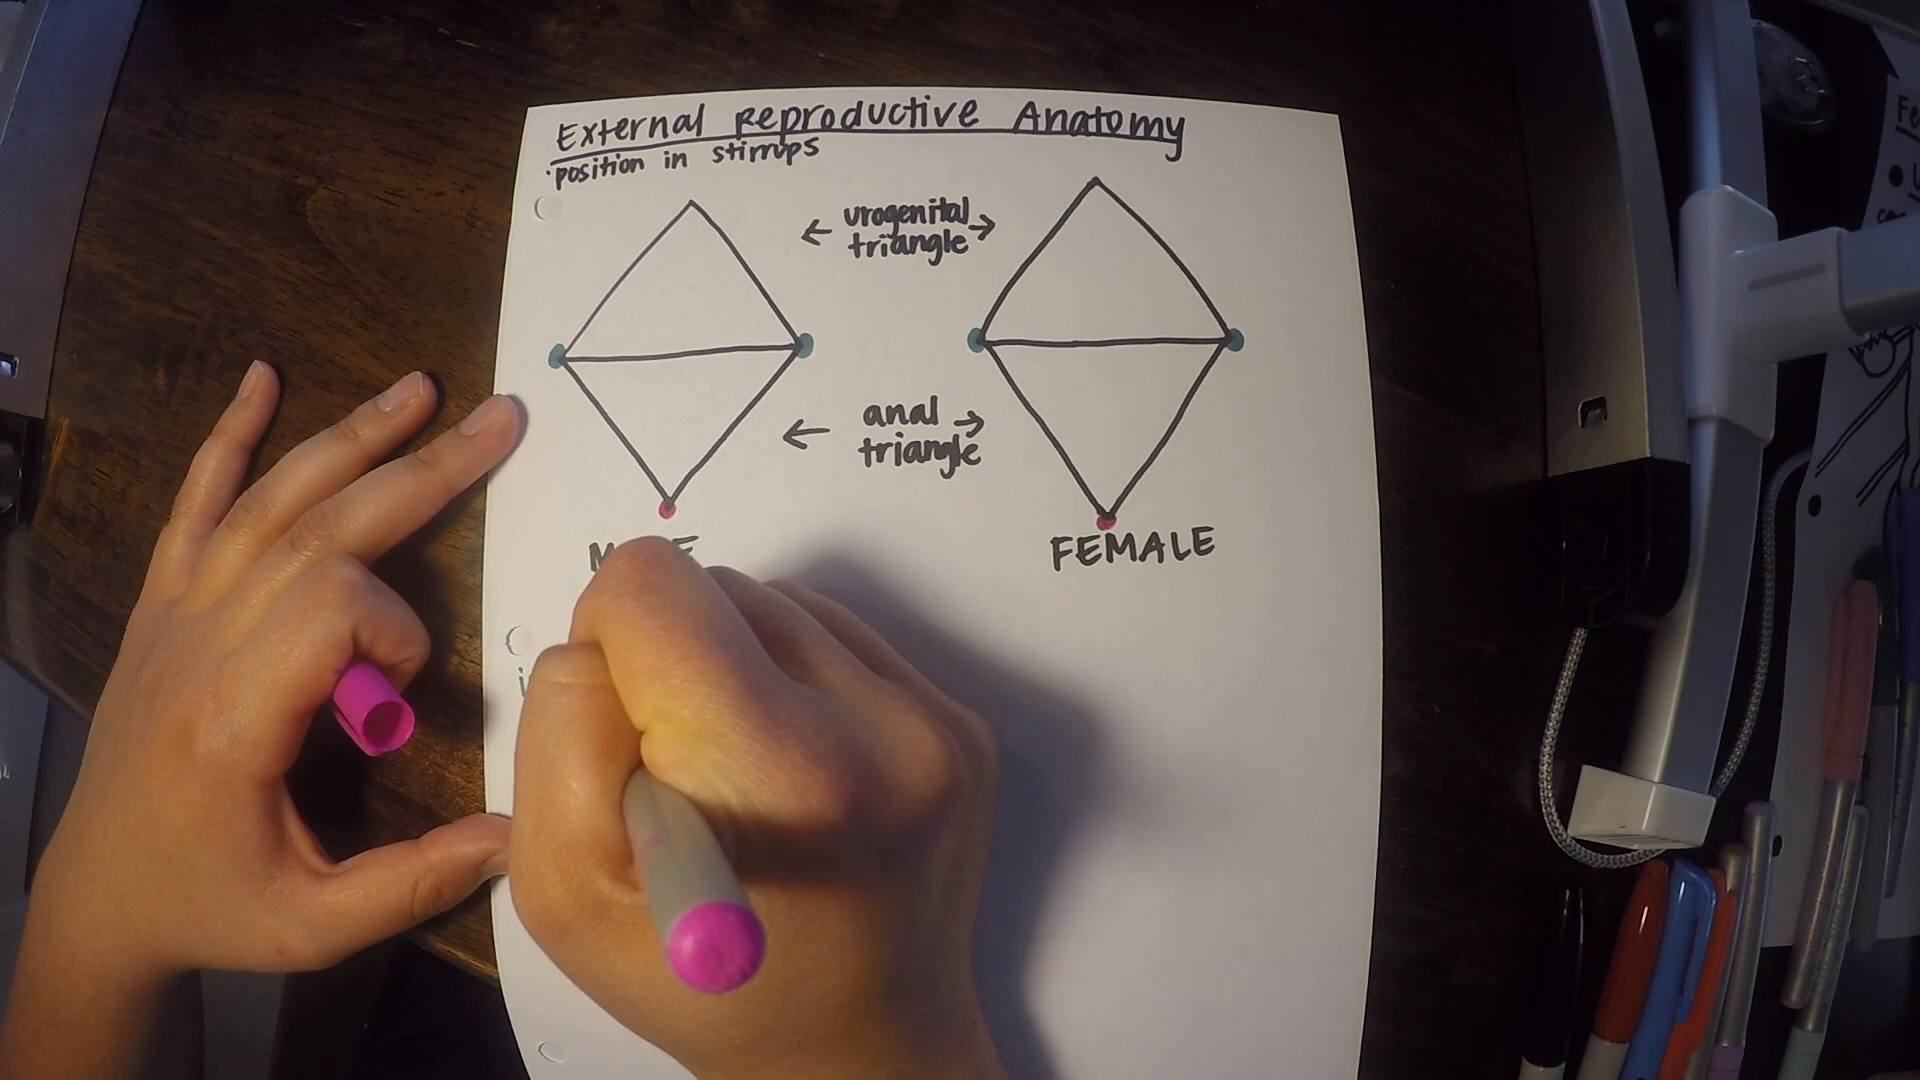 External Reproductive Anatomy
·position in stirrups
← urogenital →
triangle
← anal →
triangle
FEMALE